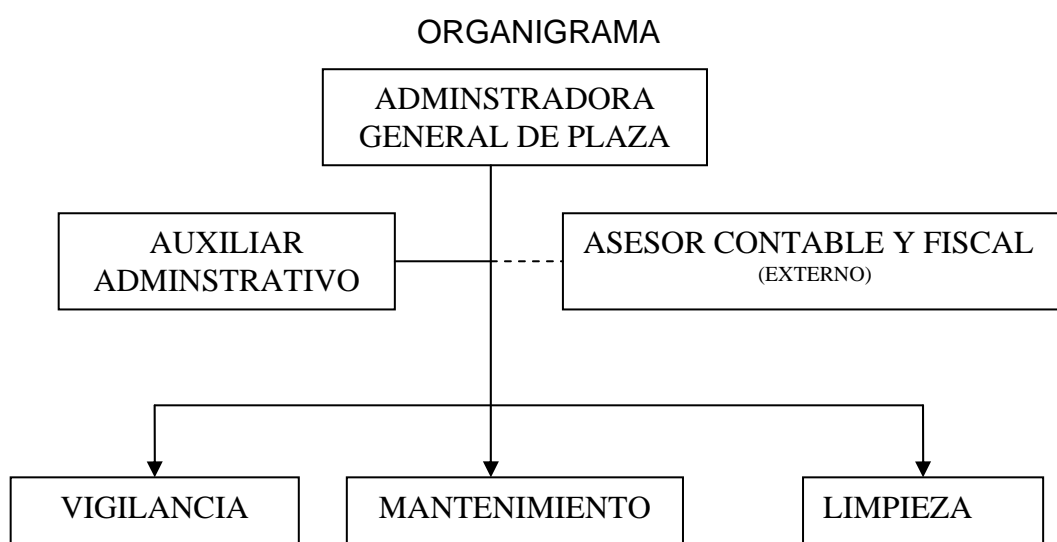 ORGANIGRAMA
ADMINSTRADORA
GENERAL DE PLAZA
AUXILIAR
ADMINSTRATIVO
ASESOR CONTABLE Y FISCAL
(EXTERNO)
VIGILANCIA
MANTENIMIENTO
LIMPIEZA